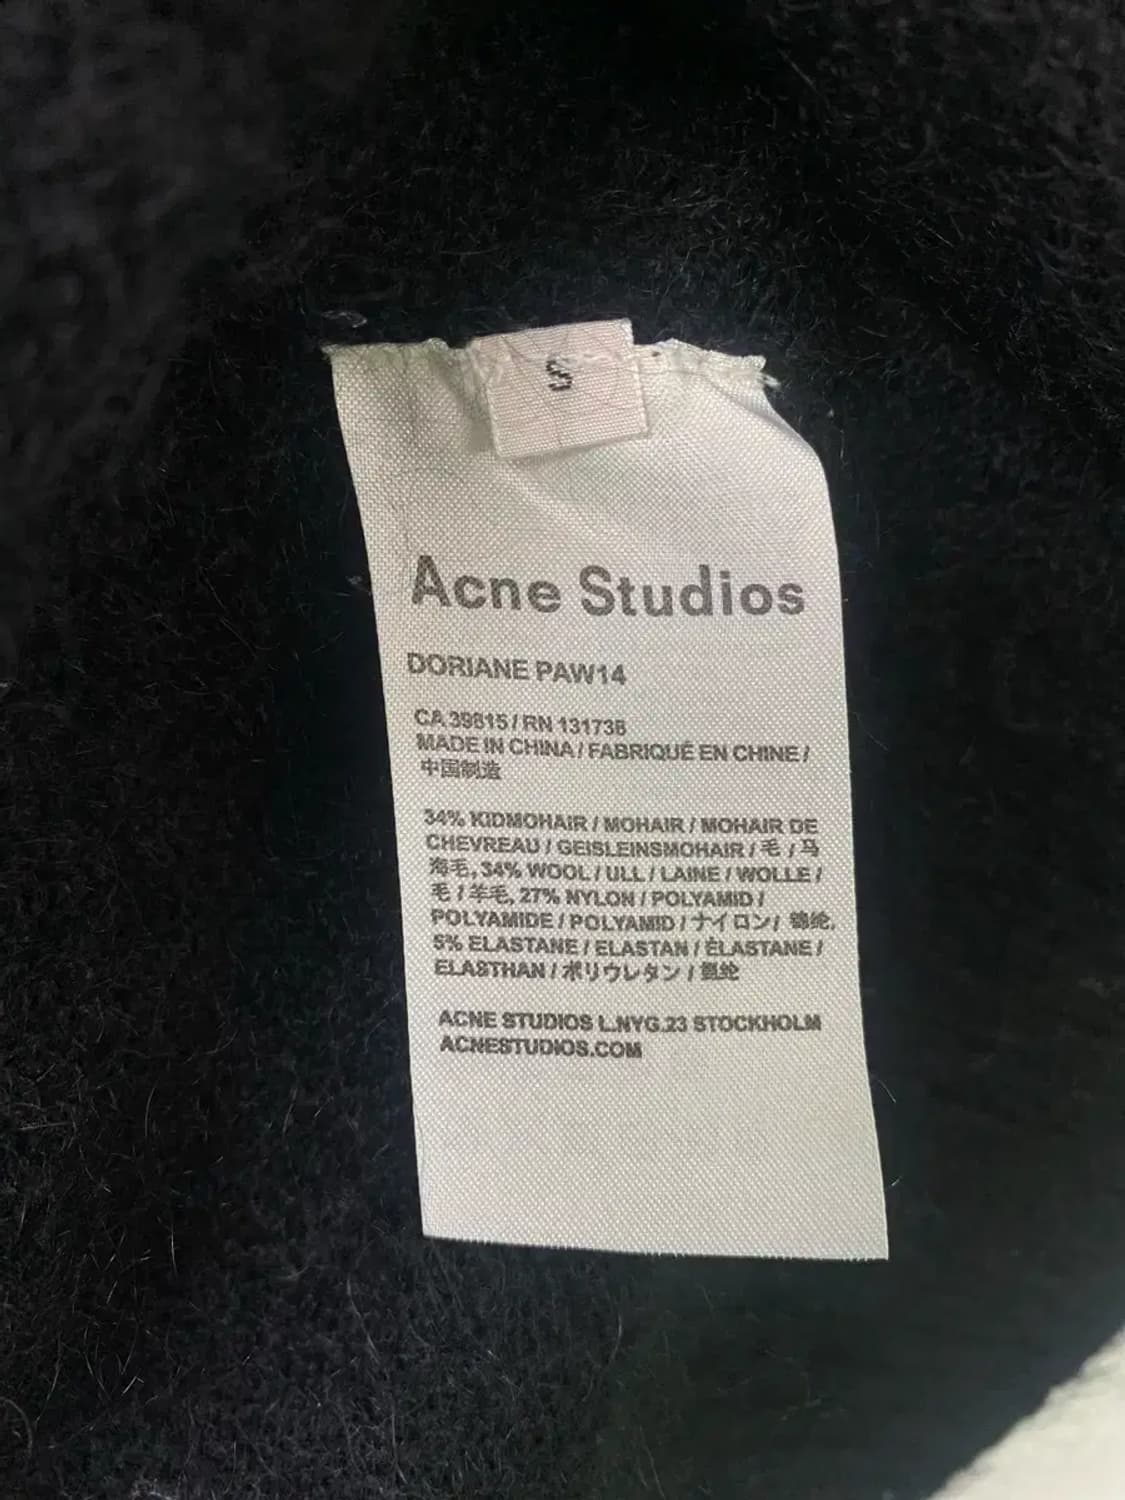 S
Acne Studios
DORIANE PAW14
CA 39815 / RN 131738
MADE IN CHINA / FABRIQUÉ EN CHINE /
中国制造
34% KIDMOHAIR / MOHAIR / MOHAIR DE
CHEVREAU / GEISLEINSMOHAIR / 毛 / 马
海毛, 34% WOOL / ULL / LAINE / WOLLE /
毛 / 羊毛, 27% NYLON / POLYAMID /
POLYAMIDE / POLYAMID / ナイロン / 锦纶,
5% ELASTANE / ELASTAN / ÉLASTANE /
ELASTHAN / ポリウレタン / 氨纶
ACNE STUDIOS L.NYG.23 STOCKHOLM
ACNESTUDIOS.COM